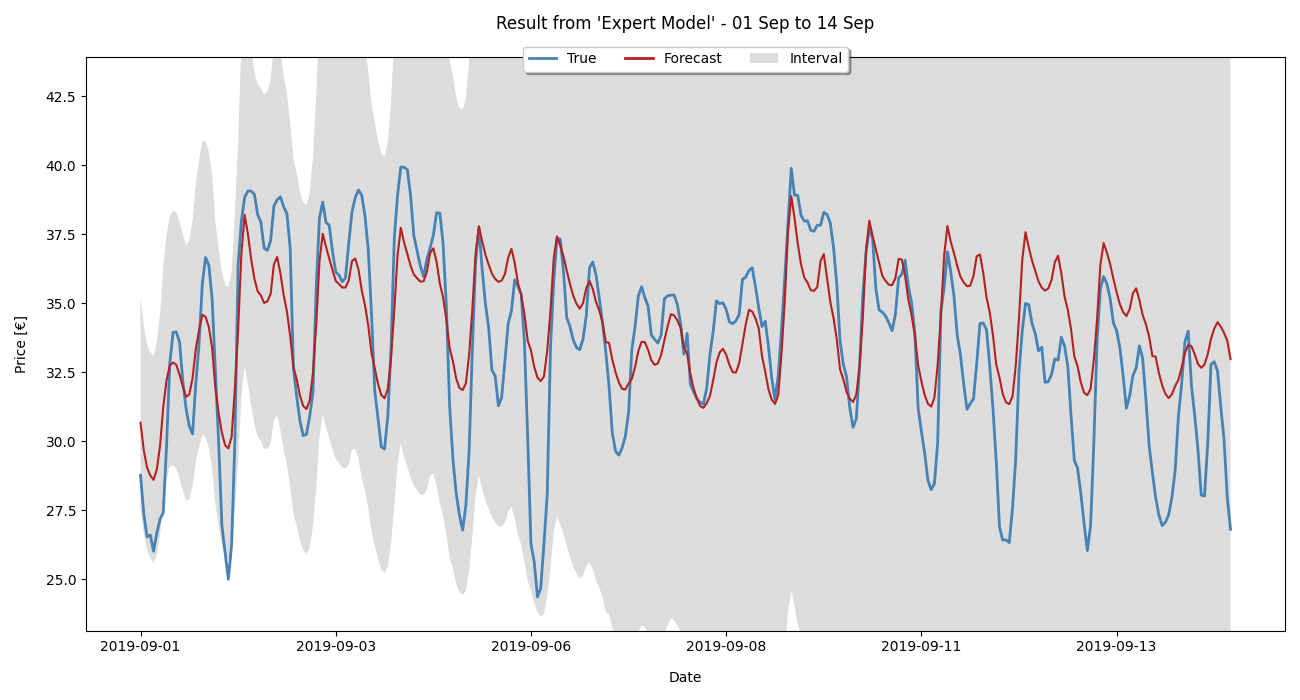 Result from 'Expert Model' - 01 Sep to 14 Sep
True Forecast Interval
42.5
40.0
37.5
35.0
32.5
30.0
27.5
25.0
Price [€]
2019-09-01 2019-09-03 2019-09-06 2019-09-08 2019-09-11 2019-09-13
Date